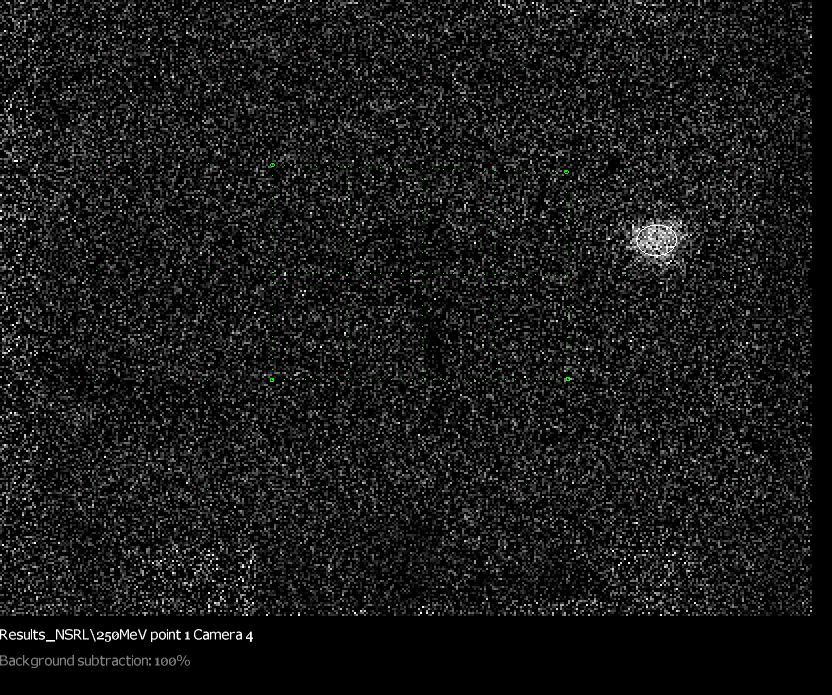 Results_NSRL\250MeV point 1 Camera 4
Background subtraction: 100%